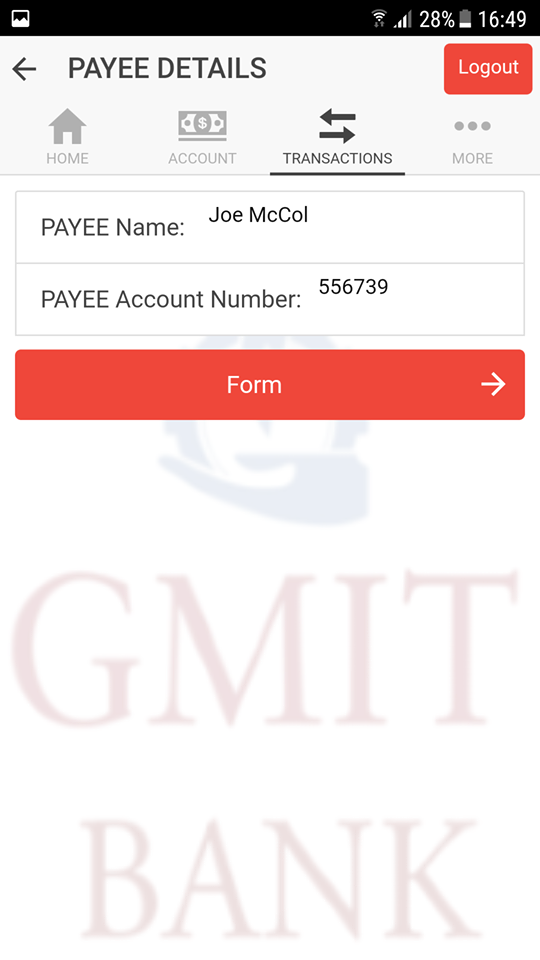 28% 16:49
PAYEE DETAILS Logout
HOME ACCOUNT TRANSACTIONS MORE
PAYEE Name: Joe McCol
PAYEE Account Number: 556739
Form
GMIT
BANK